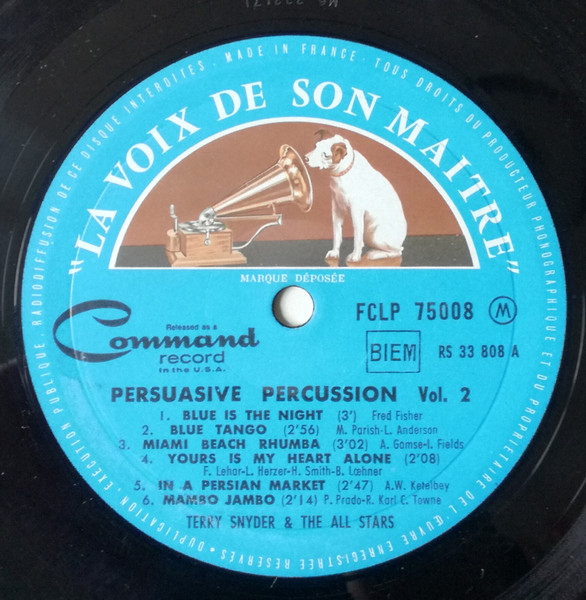 "LA VOIX DE SON MAITRE"
MADE IN FRANCE · TOUS DROITS DU PRODUCTEUR PHONOGRAPHIQUE ET DU PROPRIETAIRE DE L'ŒUVRE ENREGISTREE RESERVES · DUPLICATION · EXECUTION PUBLIQUE RADIODIFFUSION DE CE DISQUE INTERDITES ·
MARQUE DÉPOSÉE
FCLP 75008 M
Released as a
Command
record
In the U.S.A.
BIEM RS 33 808 A
PERSUASIVE PERCUSSION Vol. 2
1. BLUE IS THE NIGHT (3') Fred Fisher
2. BLUE TANGO (2'56) M. Parish-L. Anderson
3. MIAMI BEACH RHUMBA (3'02) A. Gamse-I. Fields
4. YOURS IS MY HEART ALONE (2'08)
F. Lehar-L. Herzer-H. Smith-B. Lœhner
5. IN A PERSIAN MARKET (2'47) A.W. Ketelbey
6. MAMBO JAMBO (2'14) P. Prado-R. Karl E. Towne
TERRY SNYDER & THE ALL STARS